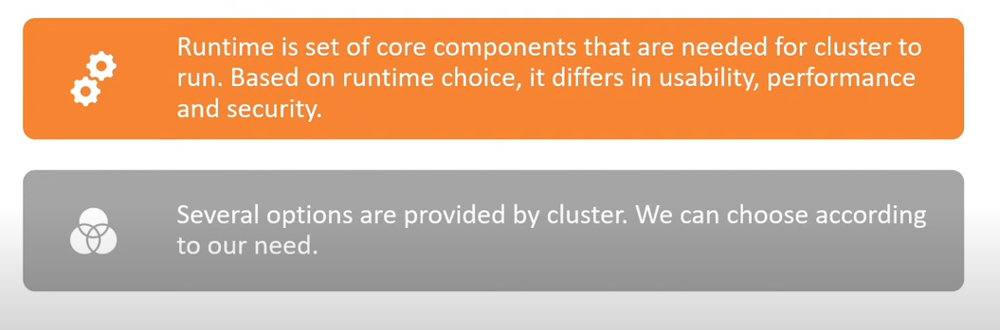 Runtime is set of core components that are needed for cluster to
run. Based on runtime choice, it differs in usability, performance
and security.
Several options are provided by cluster. We can choose according
to our need.